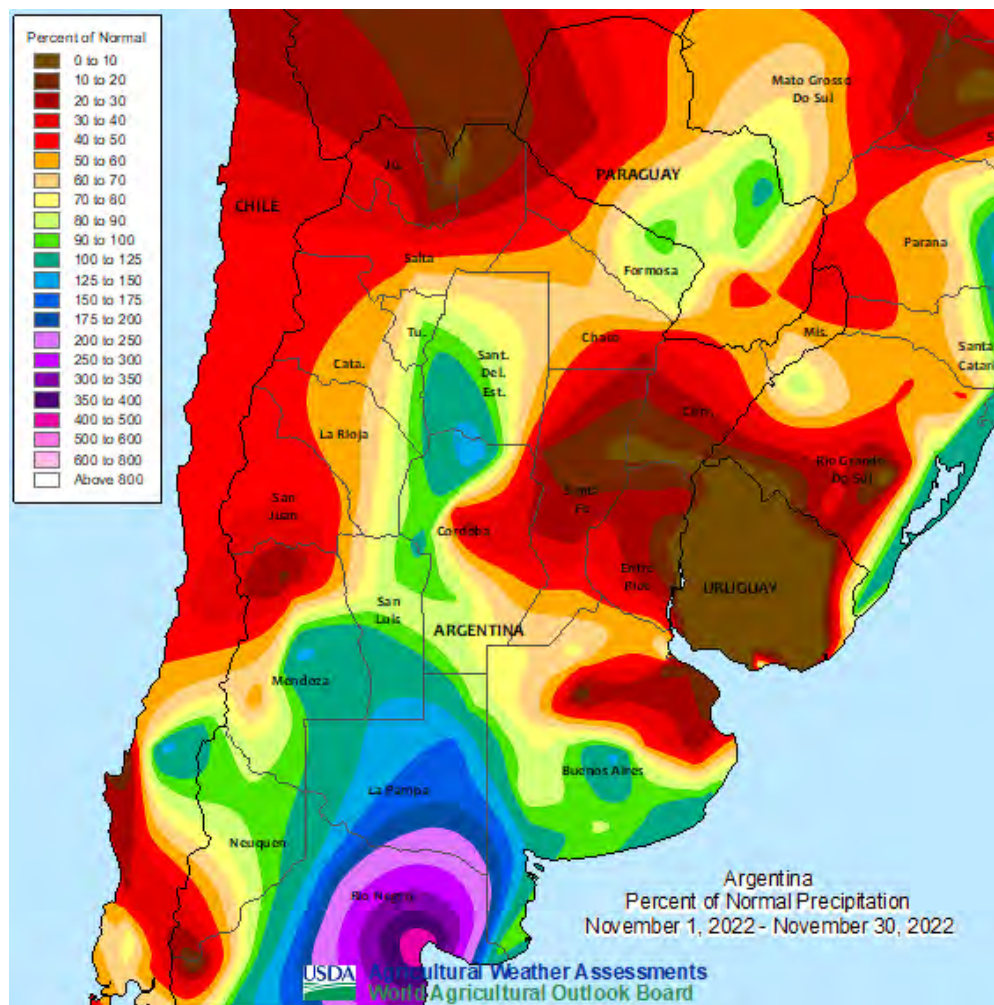 Percent of Normal
0 to 10
10 to 20
20 to 30
30 to 40
40 to 50
50 to 60
60 to 70
70 to 80
80 to 90
90 to 100
100 to 125
125 to 150
150 to 175
175 to 200
200 to 250
250 to 300
300 to 350
350 to 400
400 to 500
500 to 600
600 to 800
Above 800
Mato Grosso
Do Sul
Ju.
PARAGUAY
CHILE
Parana
Salta
Formosa
Tu.
Chaco
Mis.
Santa
Catari
Cata.
Sant.
Del.
Est.
Corr.
La Rioja
Rio Grande
Do Sul
San
Juan
Santa
Fe
Cordoba
Entre
Rios
URUGUAY
San
Luis
ARGENTINA
Mendoza
Buenos Aires
La Pampa
Neuquen
Rio Negro
Argentina
Percent of Normal Precipitation
November 1, 2022 - November 30, 2022
USDA Agricultural Weather Assessments
World Agricultural Outlook Board